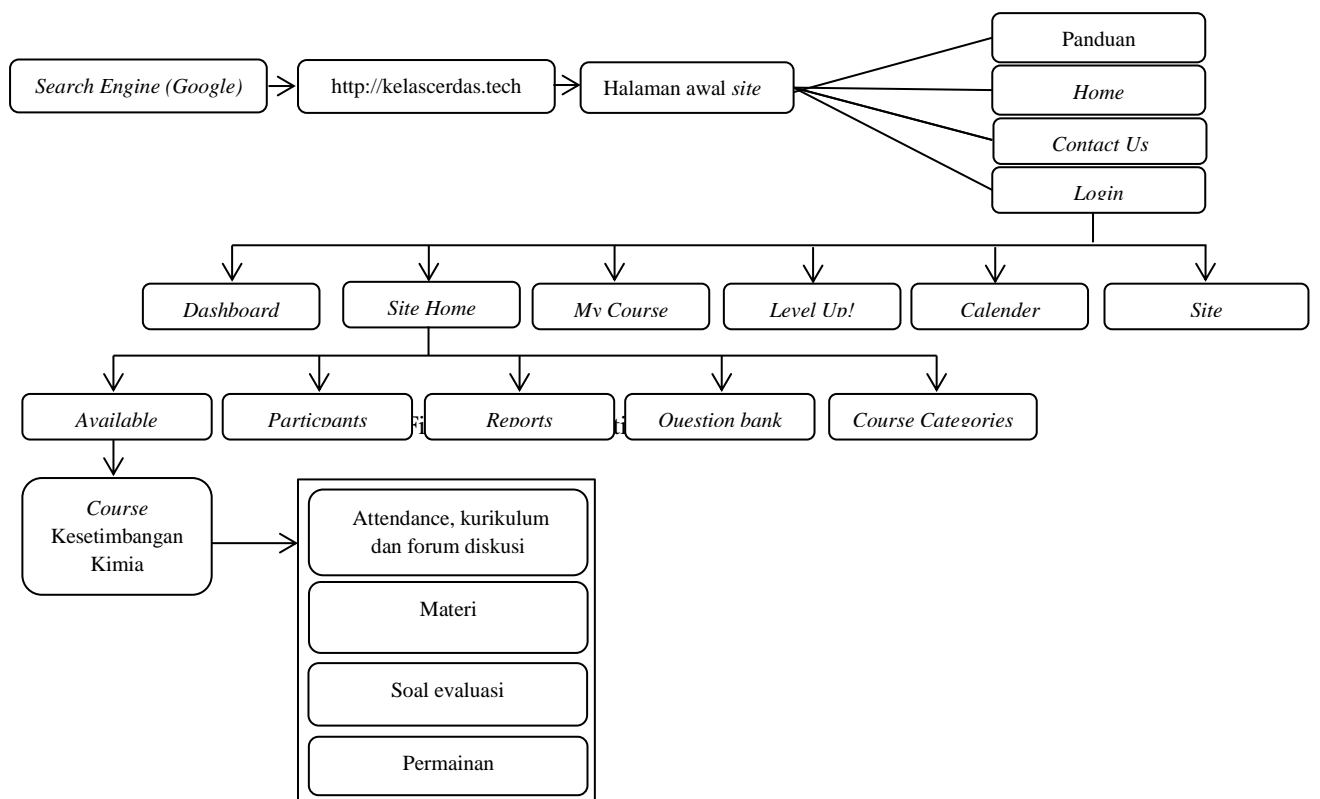 Search Engine (Google)
http://kelascerdas.tech
Halaman awal site
Panduan
Home
Contact Us
Login
Dashboard
Site Home
My Course
Level Up!
Calender
Site
Available
Particpants
Reports
Question bank
Course Categories
Course
Kesetimbangan
Kimia
Attendance, kurikulum
dan forum diskusi
Materi
Soal evaluasi
Permainan